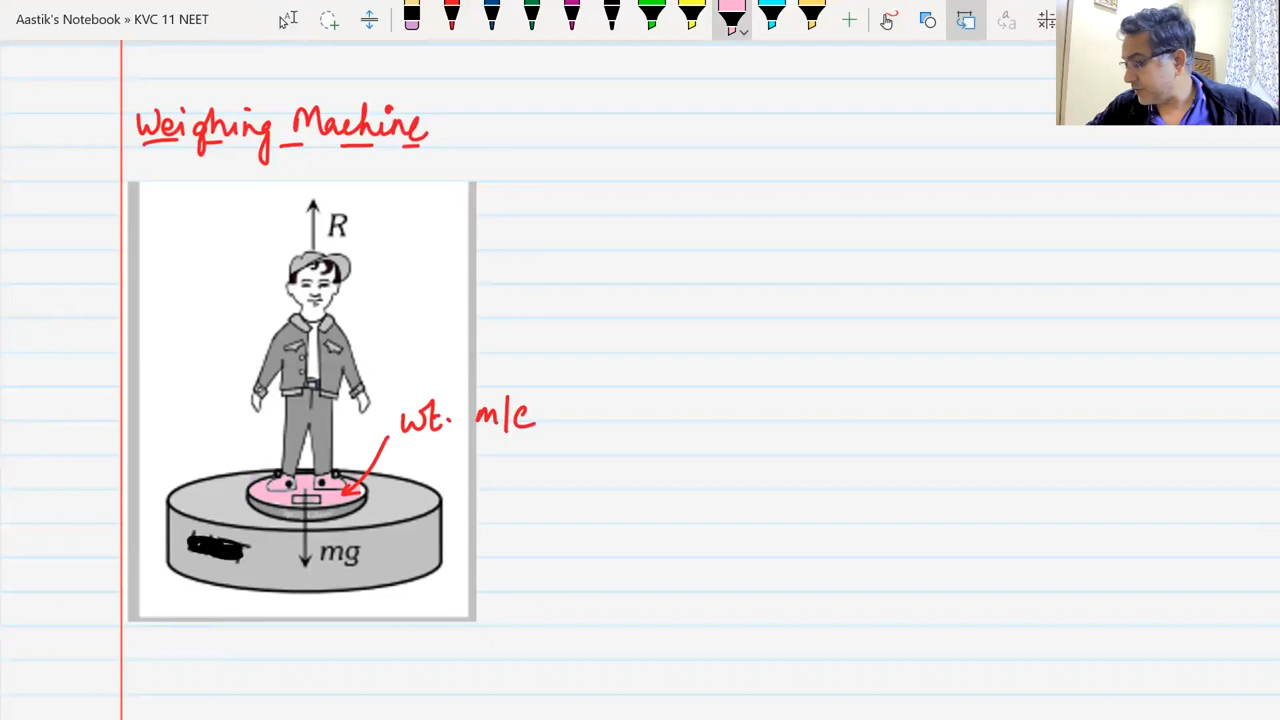 Aastik's Notebook » KVC 11 NEET
Weighing Machine
R
wt. m/c
mg